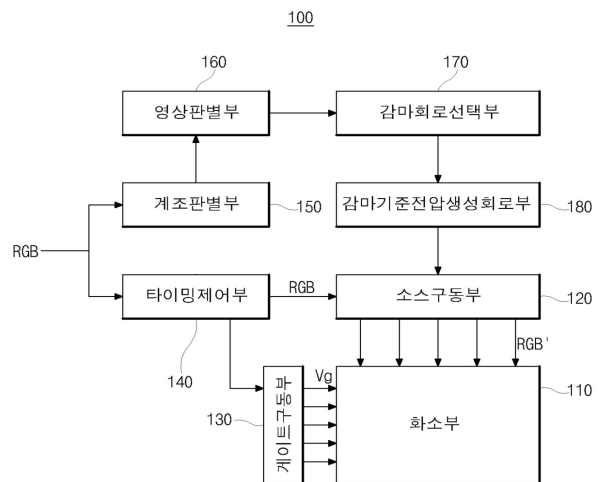 100
160
170
영상판별부
감마회로선택부
계조판별부
150
감마기준전압생성회로부
180
RGB
타이밍제어부
RGB
소스구동부
120
140
RGB'
130
게이트구동부
Vg
화소부
110